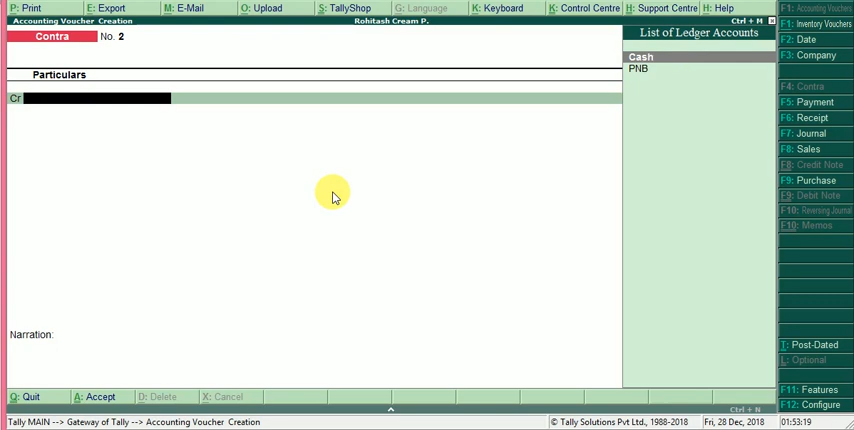 P: Print E: Export M: E-Mail O: Upload S: TallyShop G: Language K: Keyboard K: Control Centre H: Support Centre H: Help F1: Accounting Vouchers
Accounting Voucher Creation Rohitash Cream P. Ctrl + M x F1: Inventory Vouchers
Contra No. 2 List of Ledger Accounts F2: Date
Cash F3: Company
Particulars PNB
F4: Contra
Cr F5: Payment
F6: Receipt
F7: Journal
F8: Sales
F8: Credit Note
F9: Purchase
F9: Debit Note
F10: Reversing Journal
F10: Memos
Narration:
T: Post-Dated
L: Optional
F11: Features
Q: Quit A: Accept D: Delete X: Cancel F12: Configure
Ctrl + N
Tally MAIN --> Gateway of Tally --> Accounting Voucher Creation © Tally Solutions Pvt Ltd., 1988-2018 Fri, 28 Dec, 2018 01:53:19